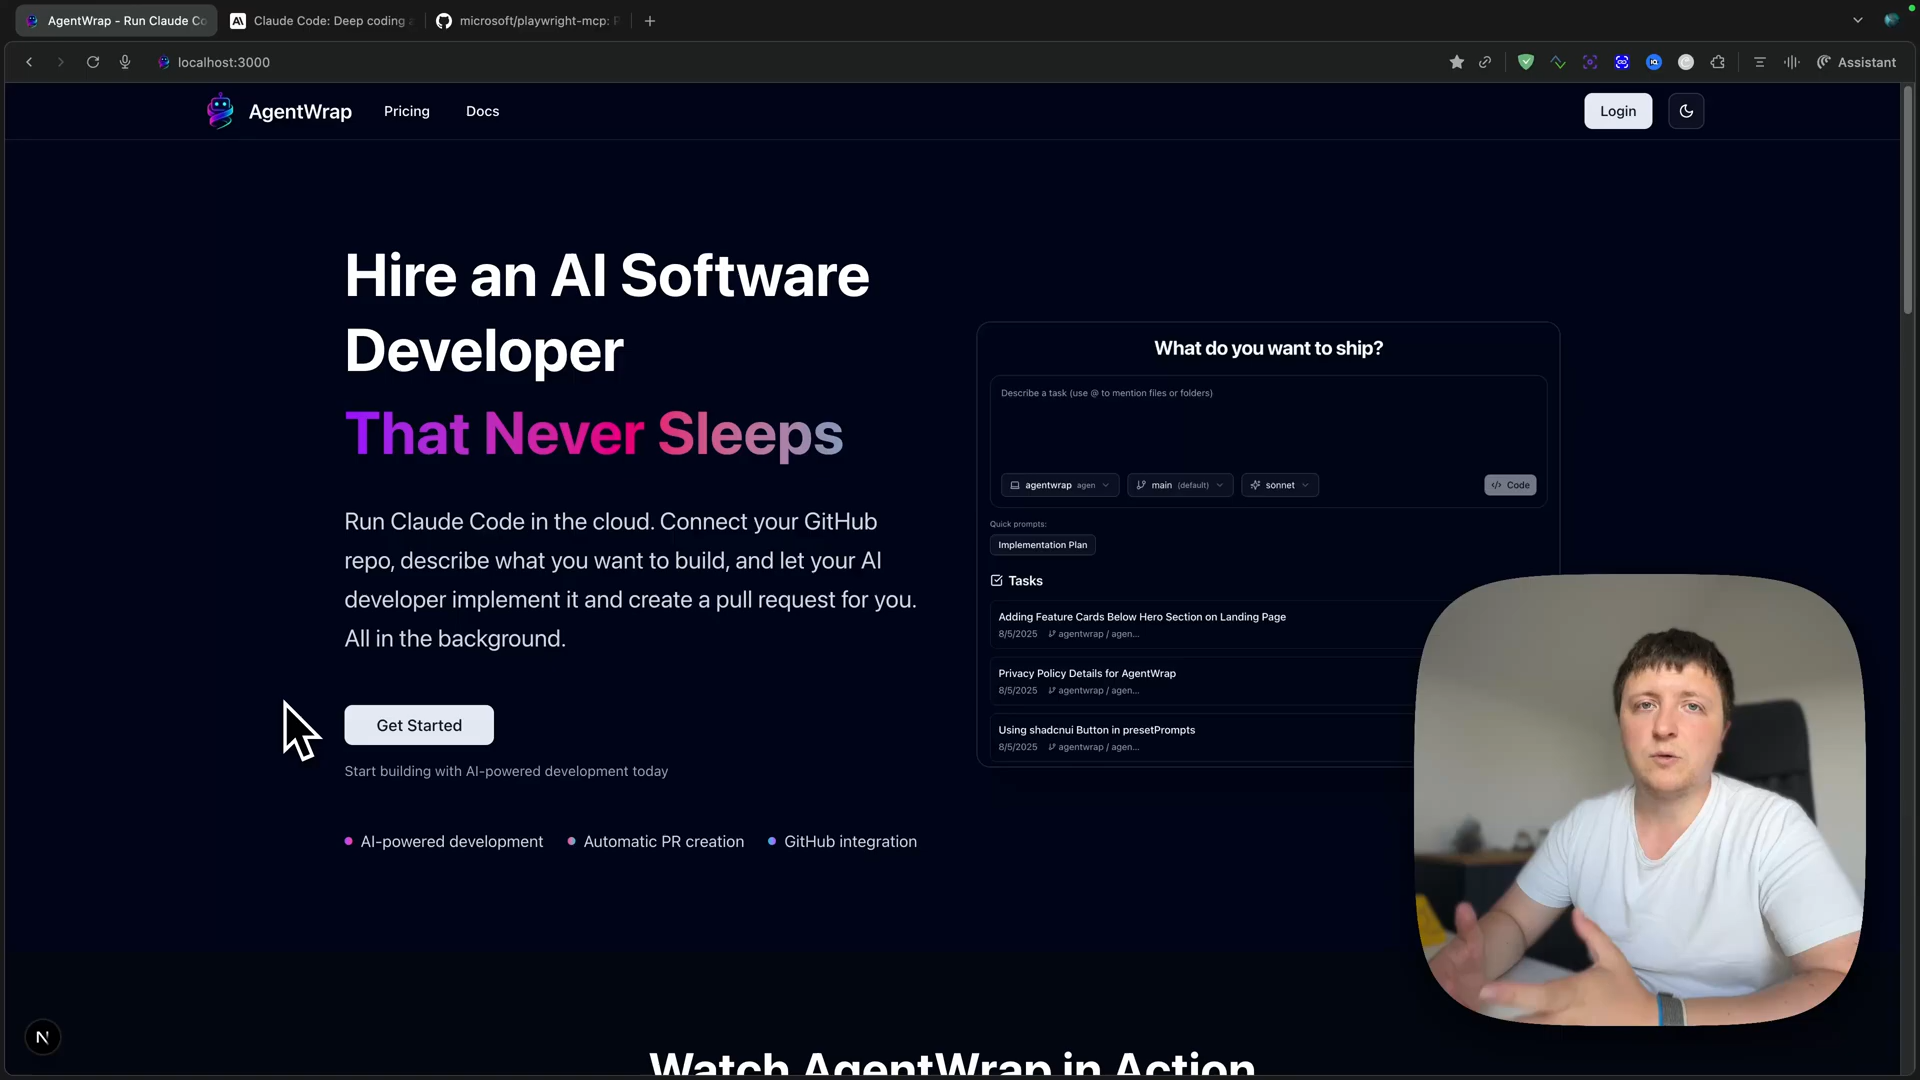 AgentWrap - Run Claude Co
Claude Code: Deep coding a
microsoft/playwright-mcp: P
localhost:3000
Assistant
AgentWrap
Pricing
Docs
Login
Hire an AI Software
Developer
That Never Sleeps
Run Claude Code in the cloud. Connect your GitHub
repo, describe what you want to build, and let your AI
developer implement it and create a pull request for you.
All in the background.
Get Started
Start building with AI-powered development today
AI-powered development
Automatic PR creation
GitHub integration
What do you want to ship?
Describe a task (use @ to mention files or folders)
agentwrap agen
main (default)
sonnet
</> Code
Quick prompts:
Implementation Plan
Tasks
Adding Feature Cards Below Hero Section on Landing Page
8/5/2025 agentwrap / agen...
Privacy Policy Details for AgentWrap
8/5/2025 agentwrap / agen...
Using shadcnui Button in presetPrompts
8/5/2025 agentwrap / agen...
N
Watch AgentWrap in Action